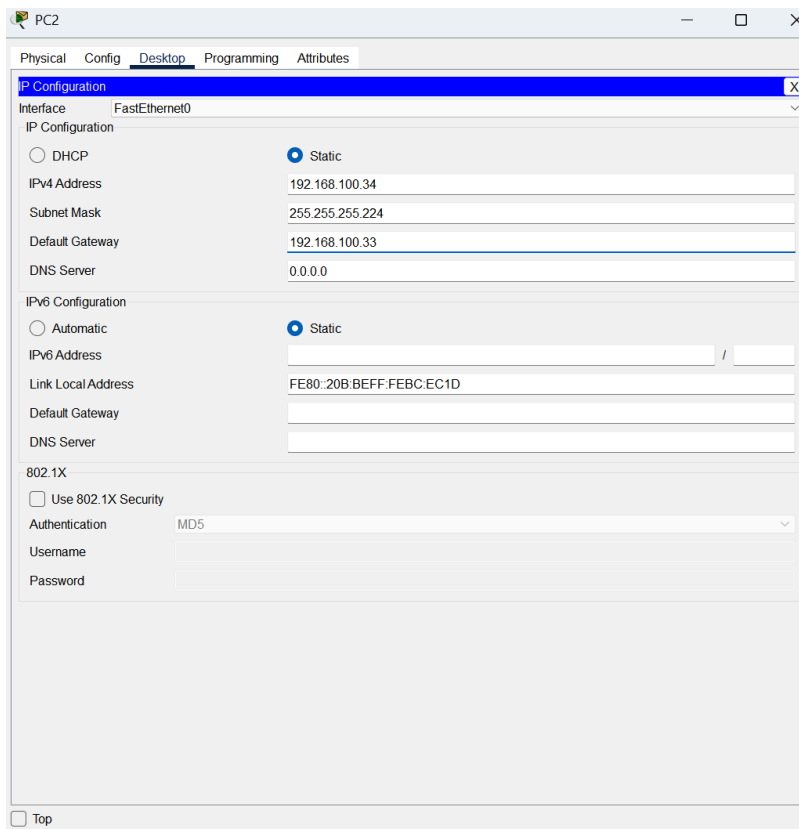 PC2
Physical Config Desktop Programming Attributes
IP Configuration X
Interface FastEthernet0
IP Configuration
DHCP Static
IPv4 Address 192.168.100.34
Subnet Mask 255.255.255.224
Default Gateway 192.168.100.33
DNS Server 0.0.0.0
IPv6 Configuration
Automatic Static
IPv6 Address /
Link Local Address FE80::20B:BEFF:FEBC:EC1D
Default Gateway
DNS Server
802.1X
Use 802.1X Security
Authentication MD5
Username
Password
Top